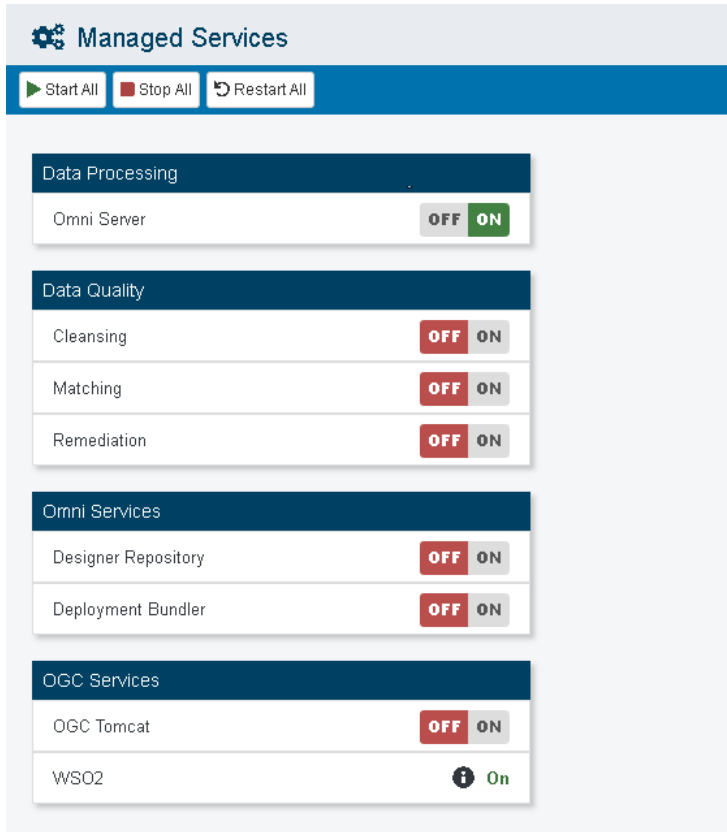 Managed Services
Start All Stop All Restart All
Data Processing
Omni Server OFF ON
Data Quality
Cleansing OFF ON
Matching OFF ON
Remediation OFF ON
Omni Services
Designer Repository OFF ON
Deployment Bundler OFF ON
OGC Services
OGC Tomcat OFF ON
WSO2 On